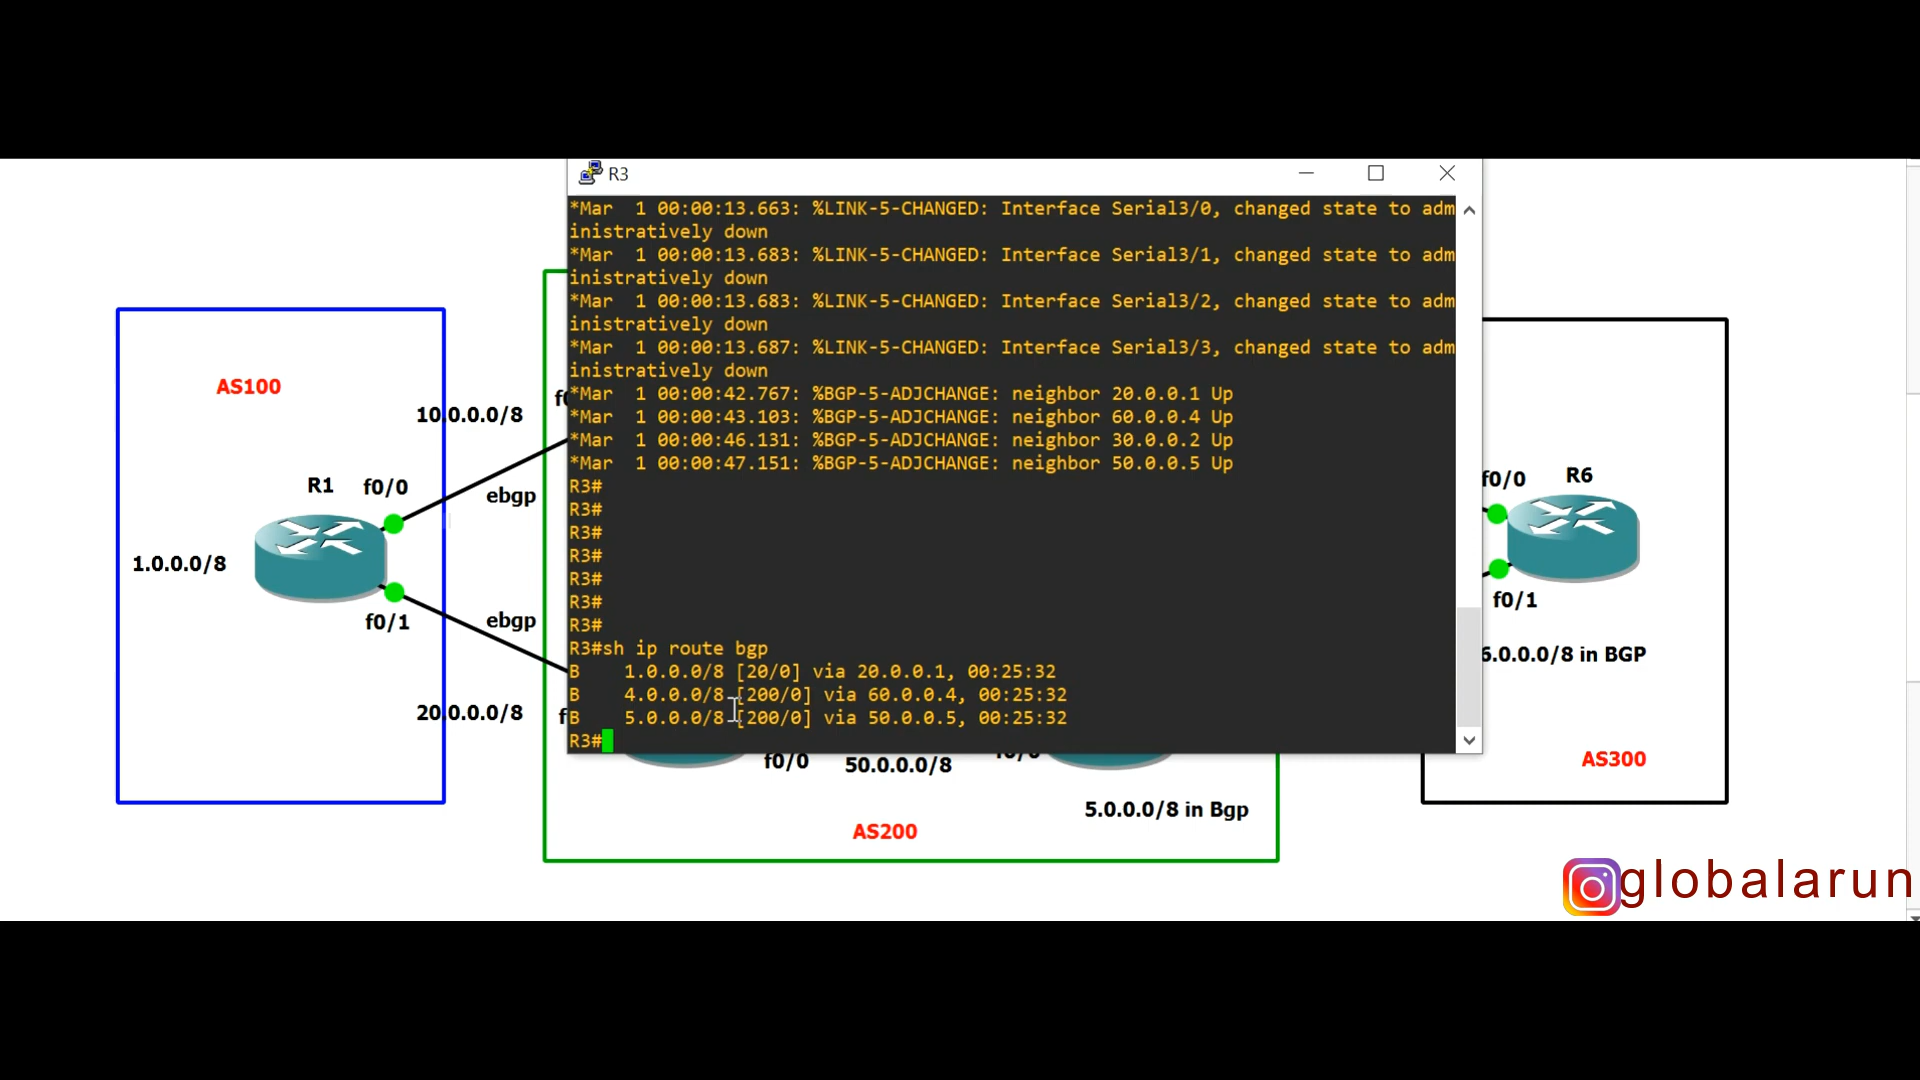 R3
*Mar  1 00:00:13.663: %LINK-5-CHANGED: Interface Serial3/0, changed state to adm
inistratively down
*Mar  1 00:00:13.683: %LINK-5-CHANGED: Interface Serial3/1, changed state to adm
inistratively down
*Mar  1 00:00:13.683: %LINK-5-CHANGED: Interface Serial3/2, changed state to adm
inistratively down
*Mar  1 00:00:13.687: %LINK-5-CHANGED: Interface Serial3/3, changed state to adm
inistratively down
*Mar  1 00:00:42.767: %BGP-5-ADJCHANGE: neighbor 20.0.0.1 Up
*Mar  1 00:00:43.103: %BGP-5-ADJCHANGE: neighbor 60.0.0.4 Up
*Mar  1 00:00:46.131: %BGP-5-ADJCHANGE: neighbor 30.0.0.2 Up
*Mar  1 00:00:47.151: %BGP-5-ADJCHANGE: neighbor 50.0.0.5 Up
R3#
R3#
R3#
R3#
R3#
R3#
R3#
R3#sh ip route bgp
B    1.0.0.0/8 [20/0] via 20.0.0.1, 00:25:32
B    4.0.0.0/8 [200/0] via 60.0.0.4, 00:25:32
B    5.0.0.0/8 [200/0] via 50.0.0.5, 00:25:32
R3#
AS100
10.0.0.0/8
R1
f0/0
ebgp
1.0.0.0/8
f0/1
ebgp
20.0.0.0/8
f0/0
50.0.0.0/8
5.0.0.0/8 in Bgp
AS200
f0/0
R6
f0/1
6.0.0.0/8 in BGP
AS300
globalarun